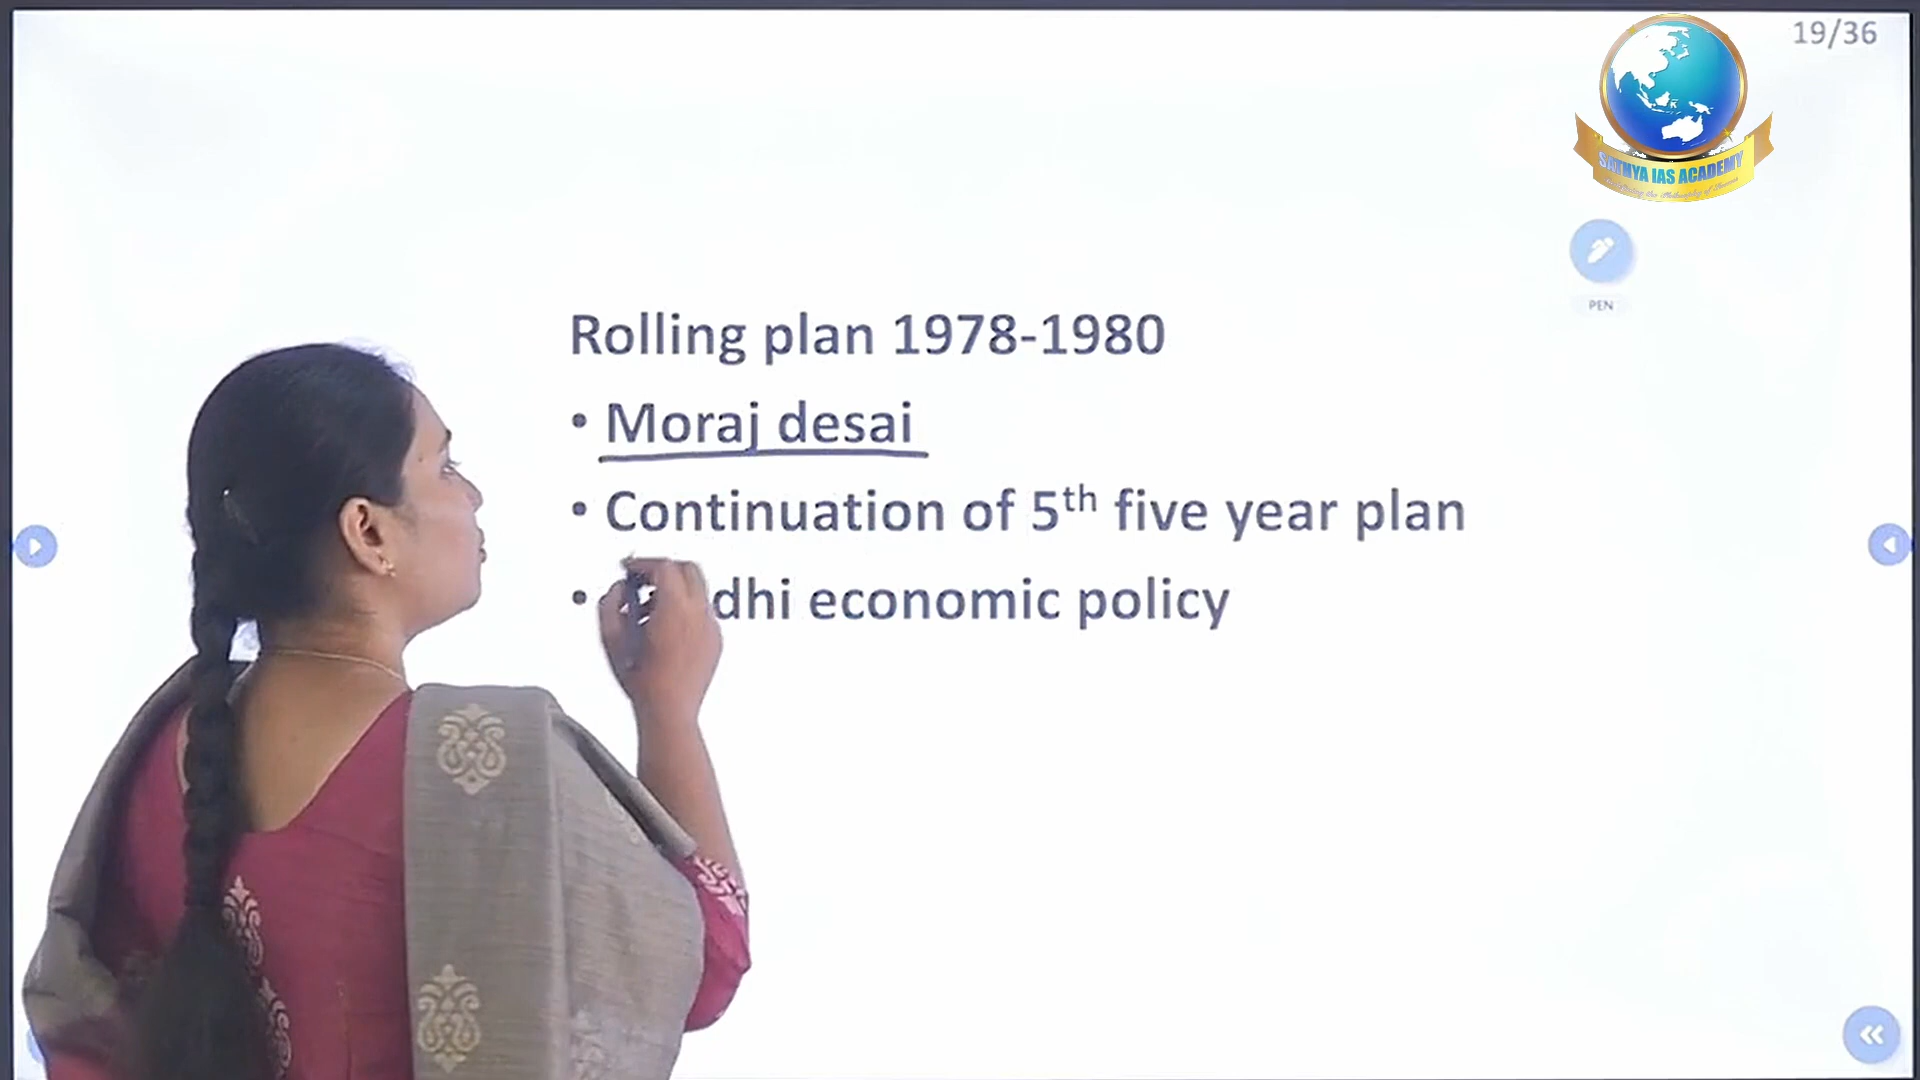 19/36
SATHYA IAS ACADEMY
PEN
Rolling plan 1978-1980
• Moraj desai
• Continuation of 5th five year plan
• economic policy